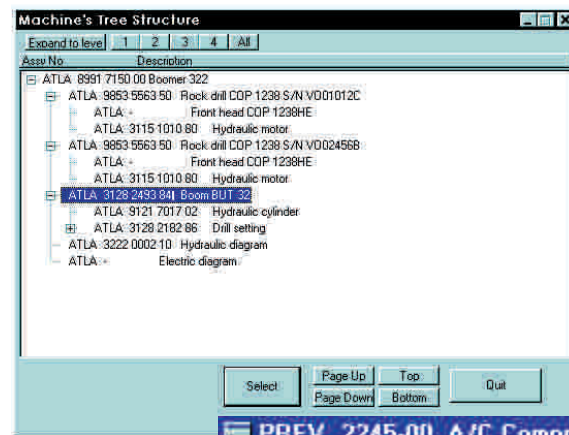 Machine's Tree Structure
Expand to level 1 2 3 4 All
Assy No Description
ATLA 8991 7150 00 Boomer 322
ATLA 9853 5563 50 Rock drill COP 1238 S/N VO01012C
ATLA - Front head COP 1238HE
ATLA 3115 1010 80 Hydraulic motor
ATLA 9853 5563 50 Rock drill COP 1238 S/N VO02456B
ATLA - Front head COP 1238HE
ATLA 3115 1010 80 Hydraulic motor
ATLA 3128 2493 84 Boom BUT 32
ATLA 9121 7017 02 Hydraulic cylinder
ATLA 3128 2182 86 Drill setting
ATLA 3222 0002 10 Hydraulic diagram
ATLA - Electric diagram
Select Page Up Top Quit
Page Down Bottom
PREV 2245-00 A/C